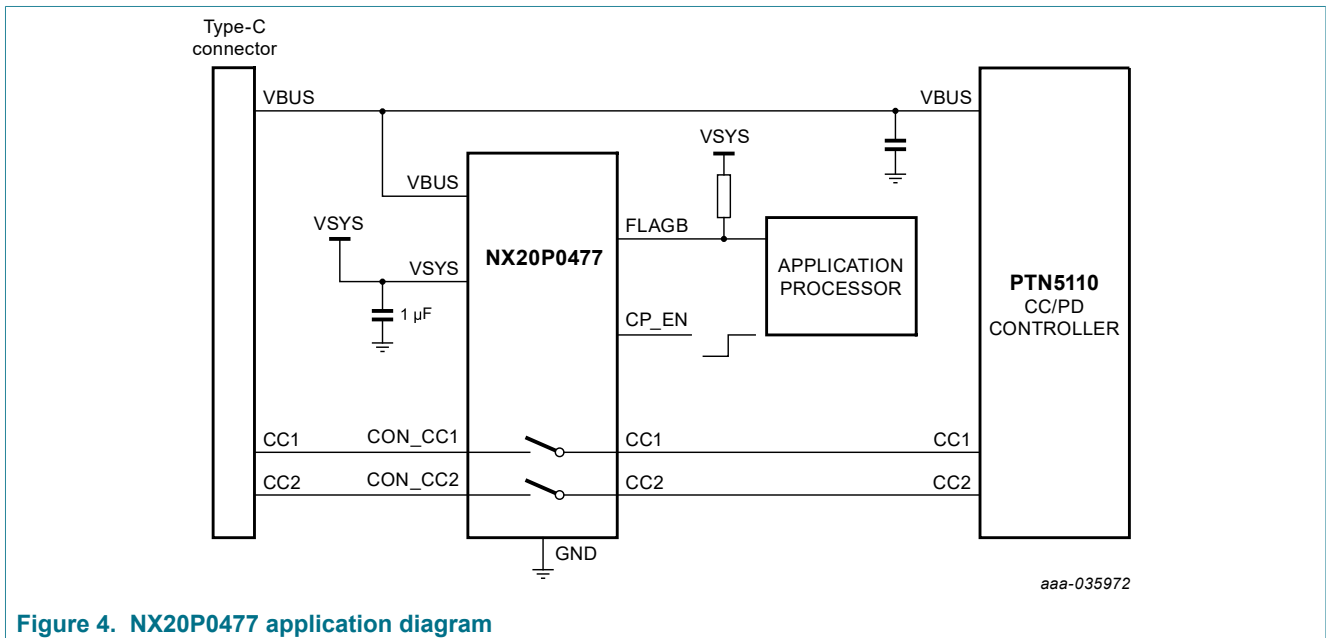 Type-C
connector
VBUS
VBUS
VSYS
VBUS
VSYS
FLAGB
VSYS
NX20P0477
APPLICATION
PROCESSOR
PTN5110
CC/PD
CONTROLLER
1 µF
CP_EN
CC1
CON_CC1
CC1
CC1
CC2
CON_CC2
CC2
CC2
GND
aaa-035972
Figure 4. NX20P0477 application diagram